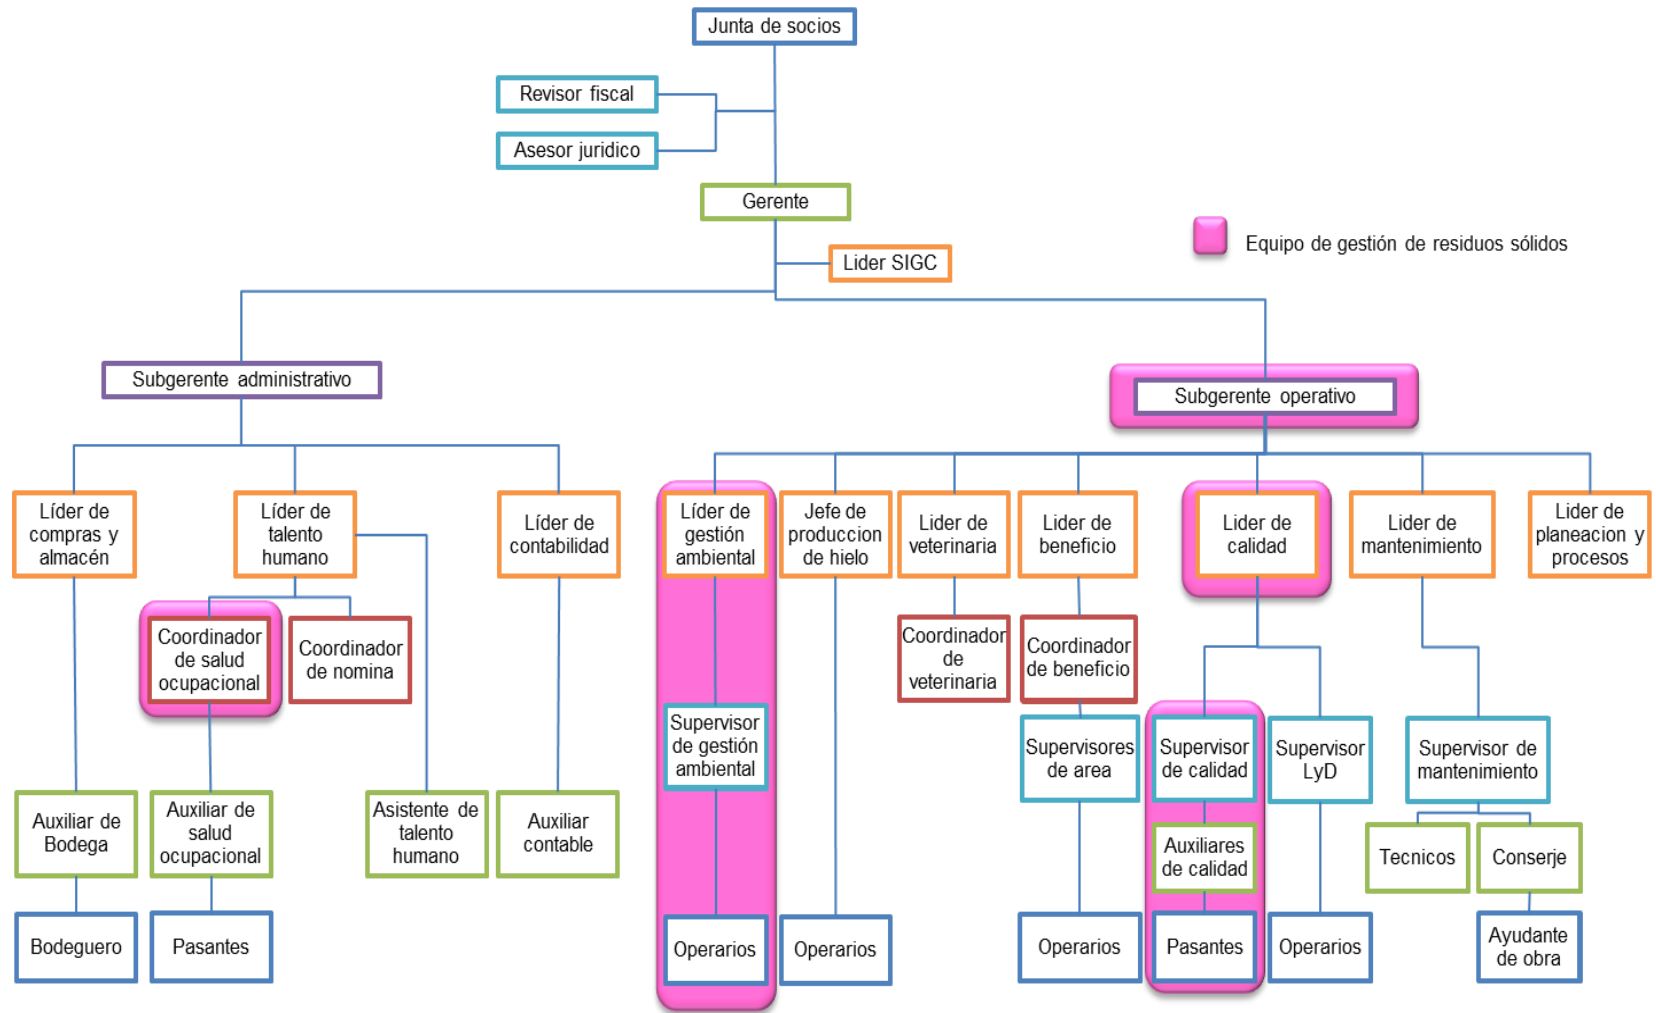 Junta de socios
Revisor fiscal
Asesor juridico
Gerente
Equipo de gestión de residuos sólidos
Lider SIGC
Subgerente administrativo
Subgerente operativo
Líder de
compras y
almacén
Líder de
talento
humano
Líder de
contabilidad
Líder de
gestión
ambiental
Jefe de
produccion
de hielo
Lider de
veterinaria
Lider de
beneficio
Lider de
calidad
Lider de
mantenimiento
Lider de
planeacion y
procesos
Coordinador
de salud
ocupacional
Coordinador
de nomina
Coordinador
de
veterinaria
Coordinador
de beneficio
Supervisor
de gestión
ambiental
Supervisores
de area
Supervisor
de calidad
Supervisor
LyD
Supervisor de
mantenimiento
Auxiliar de
Bodega
Auxiliar de
salud
ocupacional
Asistente de
talento
humano
Auxiliar
contable
Auxiliares
de calidad
Tecnicos
Conserje
Bodeguero
Pasantes
Operarios
Operarios
Operarios
Pasantes
Operarios
Ayudante
de obra